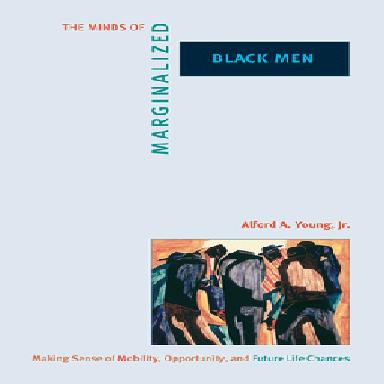 THE MINDS OF
MARGINALIZED
BLACK MEN
Alford A. Young, Jr.
Making Sense of Mobility, Opportunity, and Future Life Chances